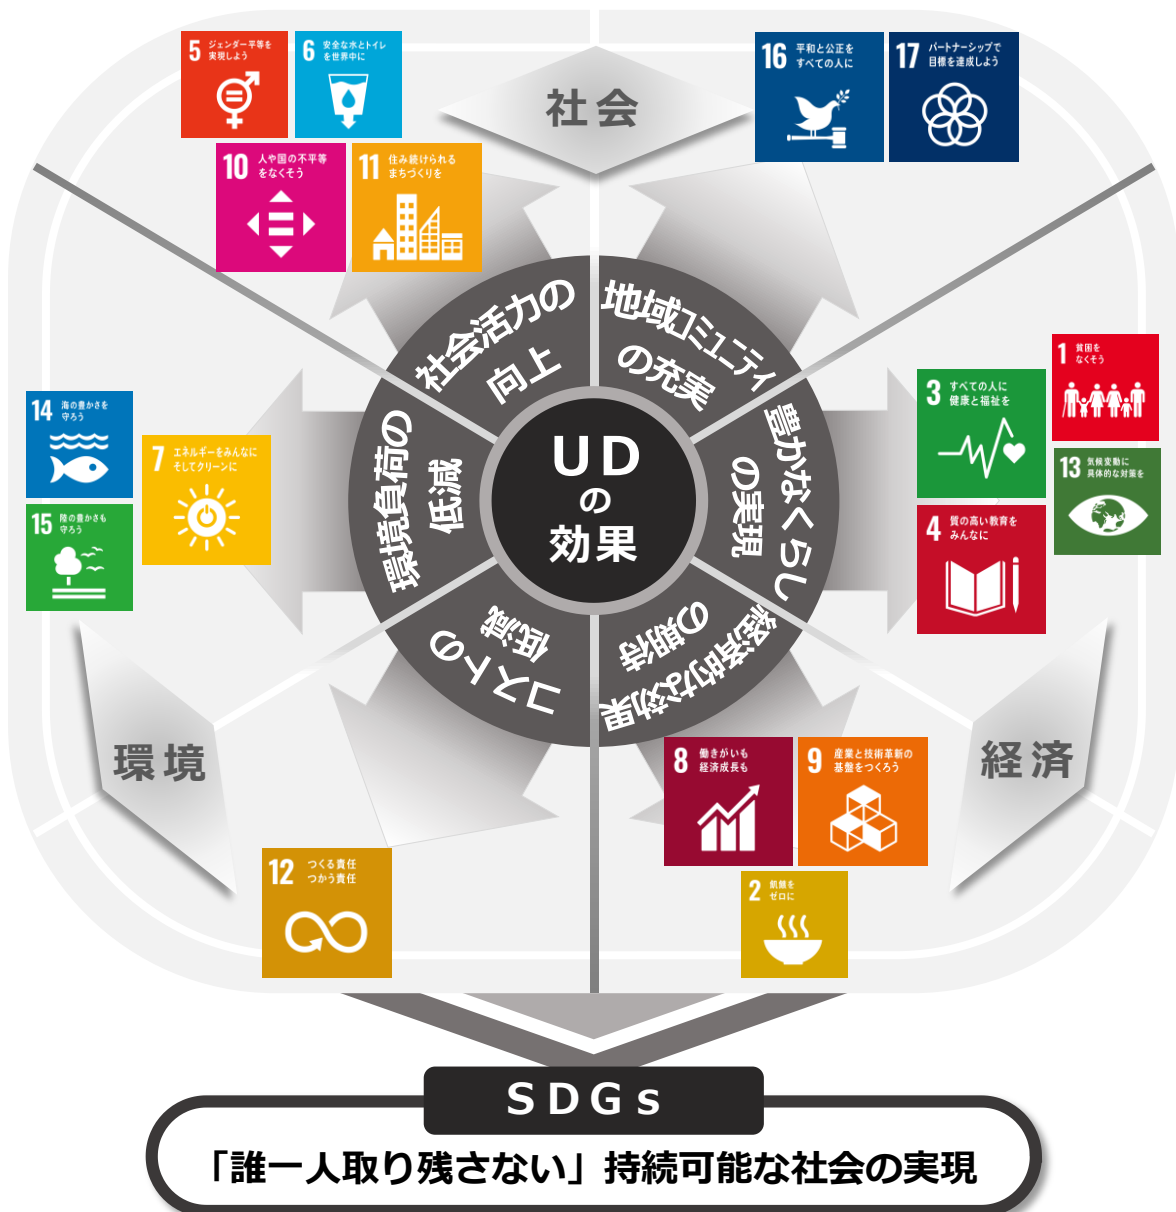 5 ジェンダー平等を
実現しよう
6 安全な水とトイレ
を世界中に
16 平和と公正を
すべての人に
17 パートナーシップで
目標を達成しよう
社会
10 人や国の不平等
をなくそう
11 住み続けられる
まちづくりを
社会活力の
向上
地域コミュニティ
の充実
1 貧困を
なくそう
3 すべての人に
健康と福祉を
14 海の豊かさを
守ろう
7 エネルギーをみんなに
そしてクリーンに
環境負荷の
低減
UD
の
効果
豊かなくらし
の実現
13 気候変動に
具体的な対策を
15 陸の豊かさも
守ろう
4 質の高い教育を
みんなに
コストの
低減
経済的な効果
の期待
環境
経済
8 働きがいも
経済成長も
9 産業と技術革新の
基盤をつくろう
12 つくる責任
つかう責任
2 飢餓を
ゼロに
SDGs
「誰一人取り残さない」持続可能な社会の実現